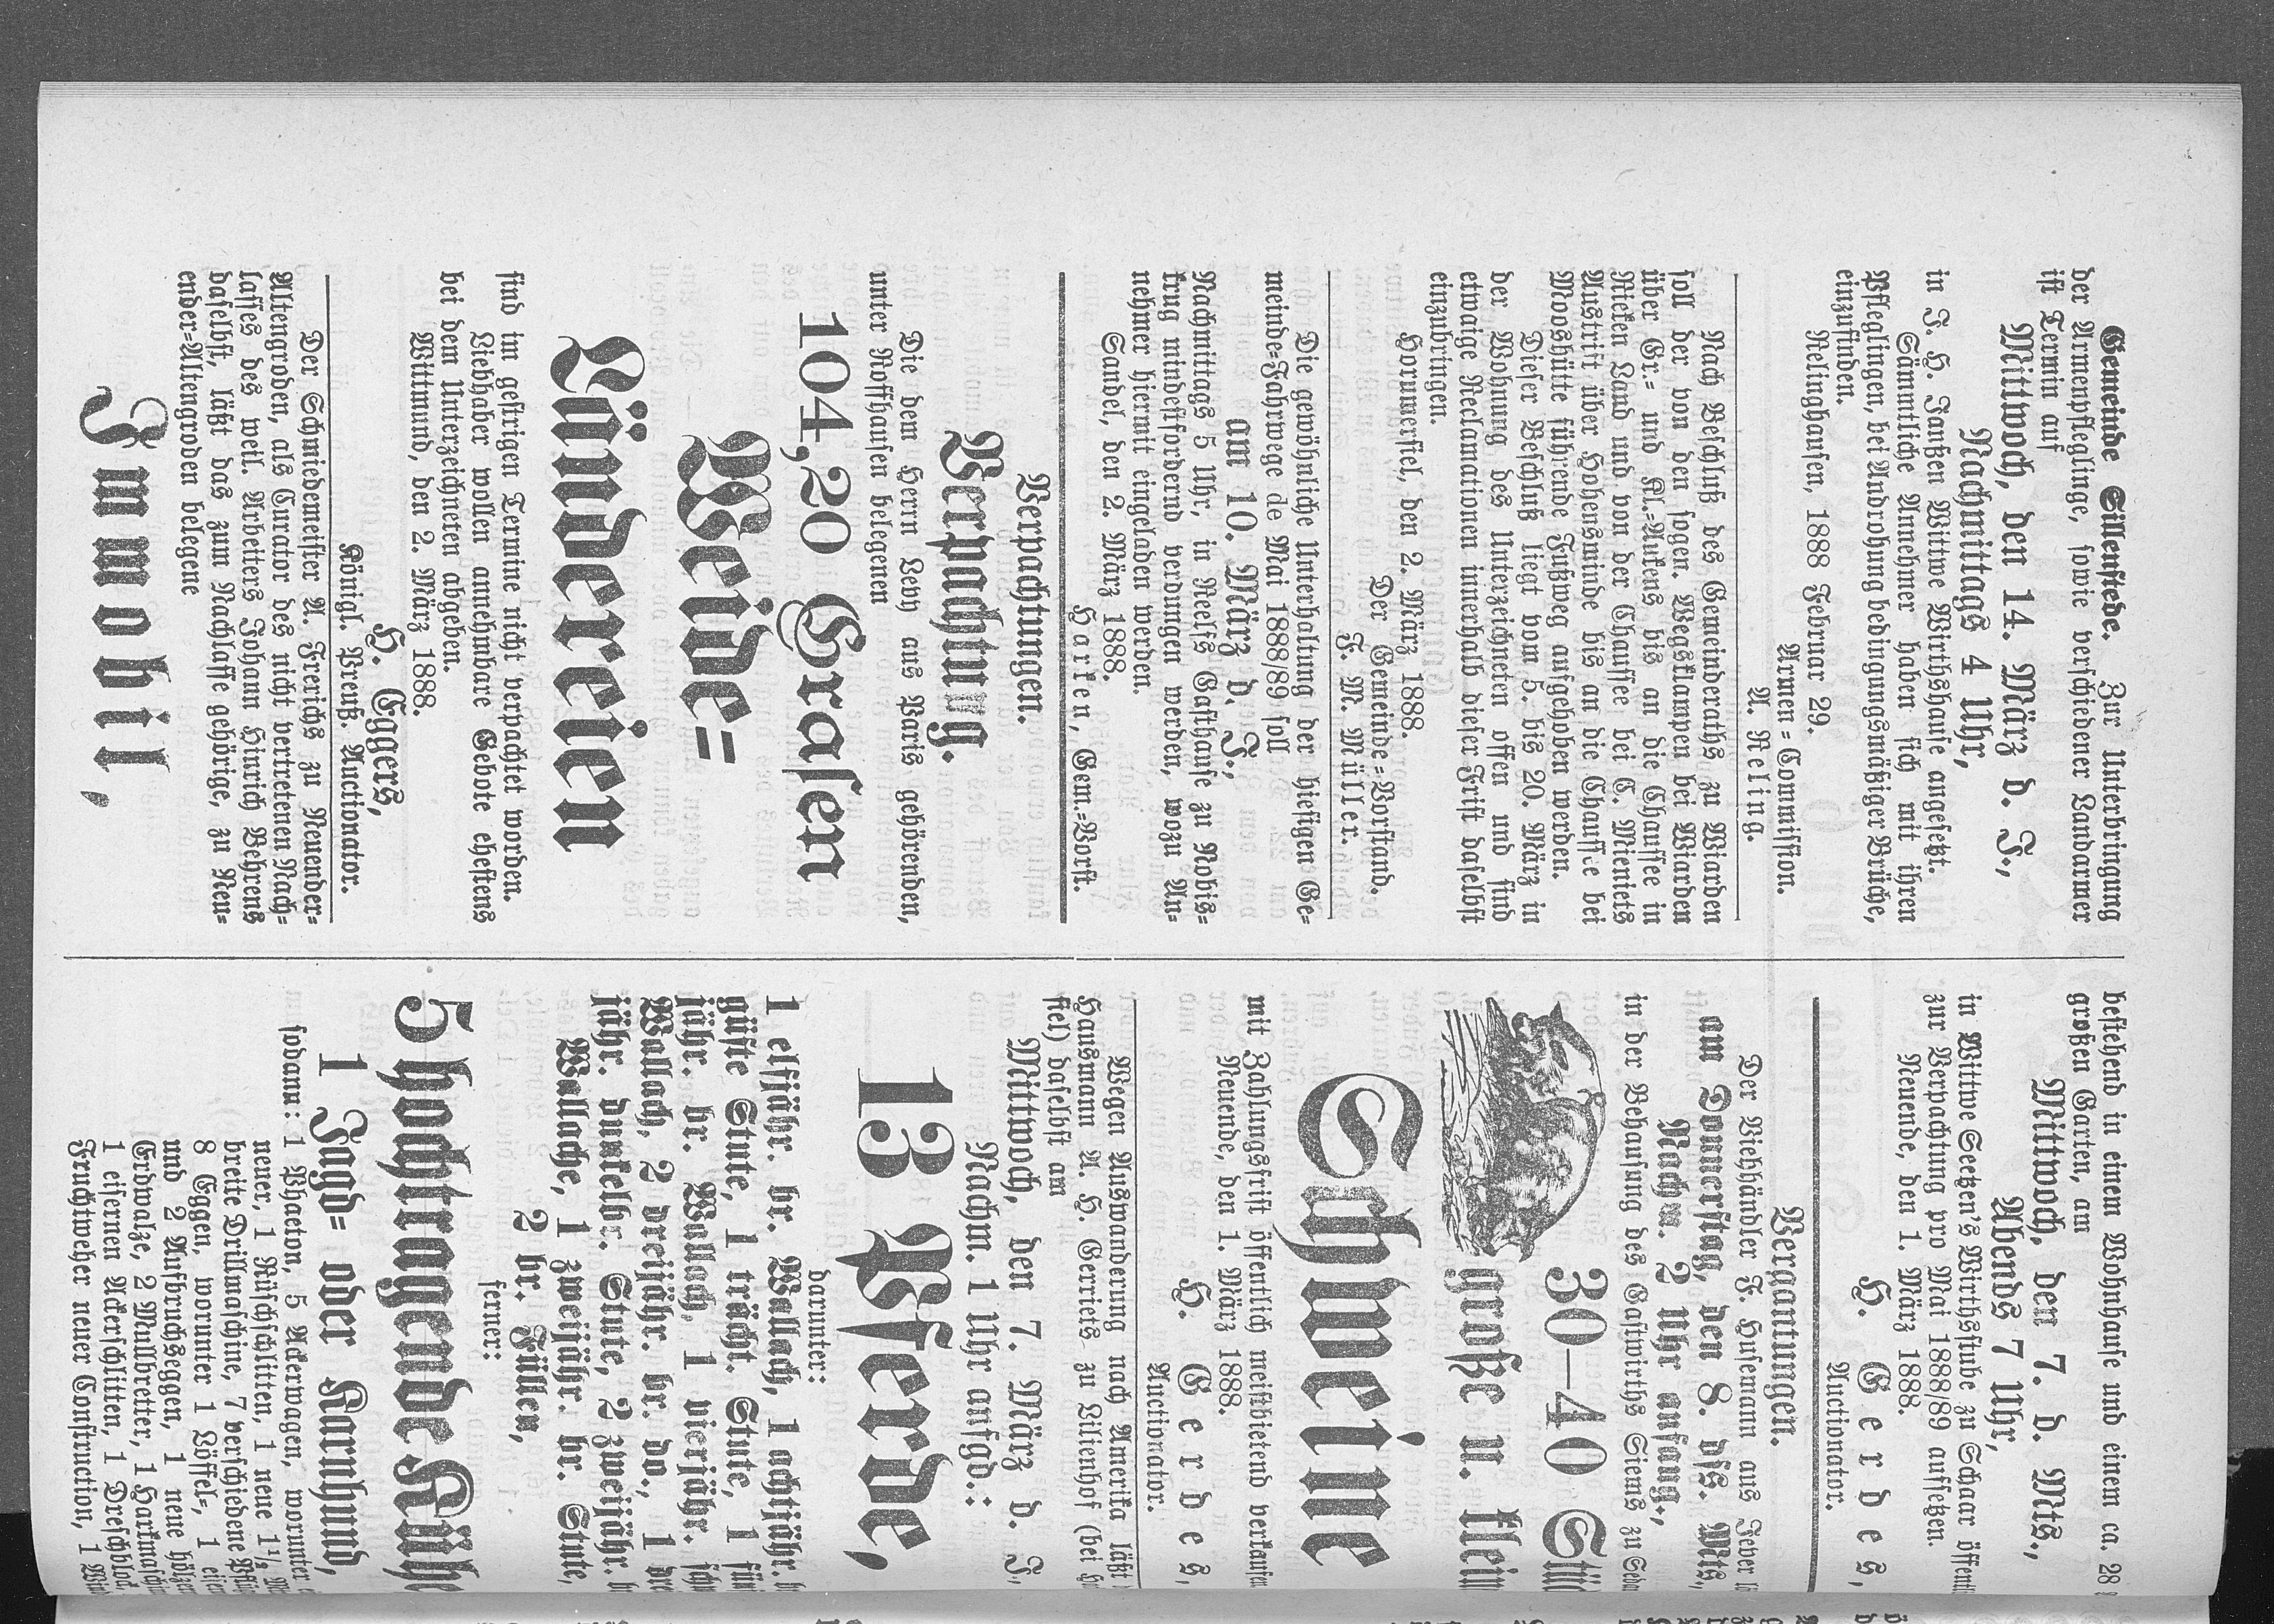 Gemeinde Sillenstede. Zur Unterbringung
der Armenpfleglinge, sowie verschiedener Landarmer
ist Termin auf
Mittwoch, den 14. März d. J.,
Nachmittags 4 Uhr,
in J. H. Janßen Wittwe Wirthshause angesetzt.
Sämmtliche Annehmer haben sich mit ihren
Pfleglingen, bei Androhung bedingungsmäßiger Brüche,
einzufinden.
Relinghausen, 1888 Februar 29.
Armen=Commission.
A. Reling.
Nach Beschluß des Gemeinderaths zu Wiarden
soll der von den sogen. Wegsklampen bei Wiarden
über Gr.= und Kl.=Aukens bis an die Chaussee in
Rieken Land und von der Chaussee bei C. Mieniets
Austrift über Hohensminde bis an die Chaussee bei
Mooshütte führende Fußweg aufgehoben werden.
Dieser Beschluß liegt vom 5. bis 20. März in
der Wohnung des Unterzeichneten offen und sind
etwaige Reclamationen innerhalb dieser Frist daselbst
einzubringen.
Horumersiel, den 2. März 1888.
Der Gemeinde=Vorstand.
F. M. Müller.
Die gewöhnliche Unterhaltung der hiesigen Ge=
meinde=Fahrwege de Mai 1888/89 soll
am 10. März d. J.,
Nachmittags 5 Uhr, in Reelfs Gasthause zu Nobis=
krug mindestfordernd verdungen werden, wozu An=
nehmer hiermit eingeladen werden.
Sandel, den 2. März 1888.
Harken, Gem.=Vorst.
Verpachtungen.
Verpachtung.
Die dem Herrn Levy aus Paris gehörenden,
unter Roffhausen belegenen
104,20 Grasen
Weide=
Ländereien
sind im gestrigen Termine nicht verpachtet worden.
Liebhaber wollen annehmbare Gebote ehestens
bei dem Unterzeichneten abgeben.
Wittmund, den 2. März 1888.
H. Eggers,
Königl. Preuß. Auctionator.
Der Schmiedemeister A. Frerichs zu Neuender=
Altengroden, als Curator des nicht vertretenen Nach=
lasses des weil. Arbeiters Johann Hinrich Behrens
daselbst, läßt das zum Nachlasse gehörige, zu Neu=
ender=Altengroden belegene
Immobil,
bestehend in einem Wohnhause und einem ca. 28
großen Garten, am
Mittwoch, den 7. d. Mts.,
Abends 7 Uhr,
in Wittwe Seetzen's Wirthsstube zu Schaar öffentl
zur Verpachtung pro Mai 1888/89 aufsetzen.
Neuende, den 1. März 1888.
H. Gerdes,
Auctionator.
Vergantungen.
Der Viehhändler F. Husemann aus Jever
am Donnerstag, den 8. dss. Mts.,
Nachm. 2 Uhr anfang.,
in der Behausung des Gastwirths Siems zu Seda
30—40 Stü
große u. klein
Schweine
mit Zahlungsfrist öffentlich meistbietend verkaufen
Neuende, den 1. März 1888.
H. Gerdes,
Auctionator.
Wegen Auswanderung nach Amerika läßt
Hausmann A. H. Gerriets zu Viltenhof (bei
siel) daselbst am
Mittwoch, den 7. März d. J.,
Nachm. 1 Uhr anfgd.:
13 Pferde,
darunter:
1 elfjähr. br. Wallach, 1 achtjähr.
güste Stute, 1 trächt. Stute, 1 fün
jähr. br. Wallach, 1 vierjähr.
Wallach, 2 dreijähr. br. do., 1
jähr. dunkelbr. Stute, 2 zweijähr.
Wallache, 1 zweijähr. br. Stute,
2 br. Füllen,
ferner:
5 hochtragende Kühe
1 Jagd= oder Karnhund,
sodann: 1 Phaeton, 5 Ackerwagen, worunter
neuer, 1 Rüschschlitten, 1 neue 1½ M
breite Drillmaschine, 7 verschiedene
8 Eggen, worunter 1 Löffel=, 1
und 2 Aufbruchseggen, 1 neue
Erdwalze, 2 Mullbretter, 1
1 eisernen Ackerschlitten, 1 Dreschblock
Fruchtweher neuer Construction, 1